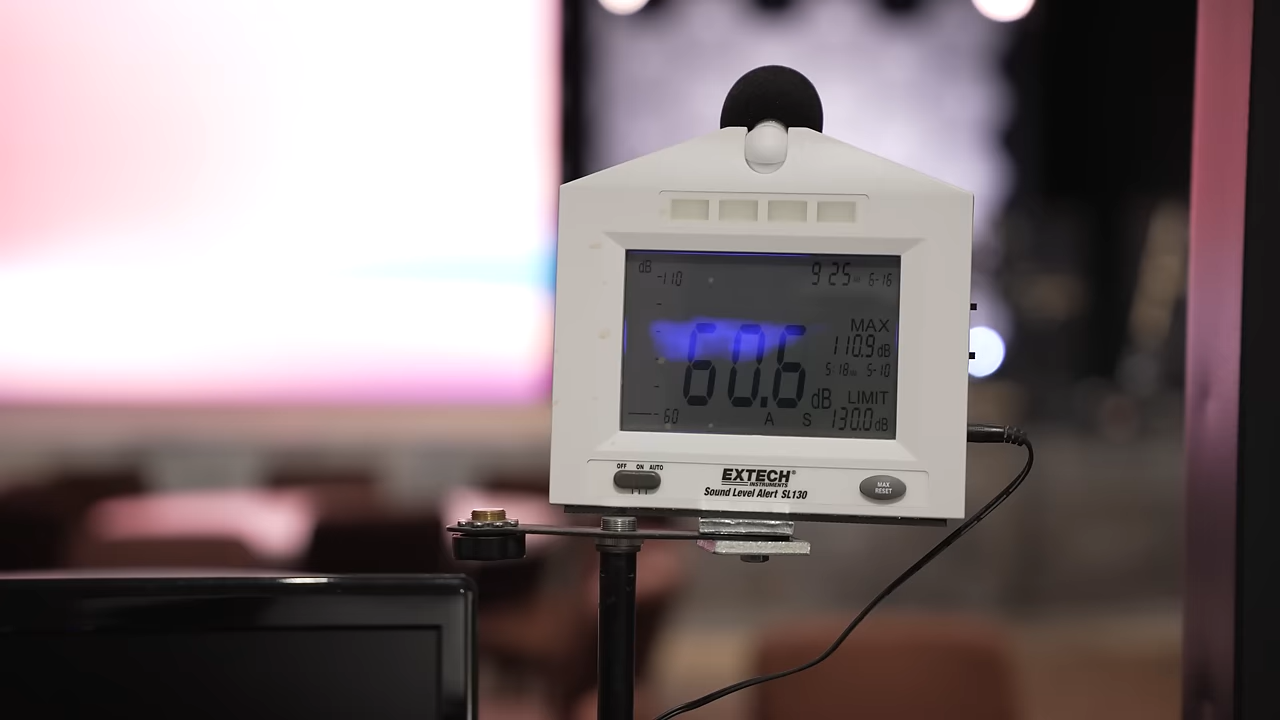 dB
-110
9 25 6-16
MAX
110.9 dB
5-18 5-10
60.6 dB
LIMIT
130.0 dB
- 60
A S
OFF ON AUTO
EXTECH®
INSTRUMENTS
Sound Level Alert SL130
MAX
RESET